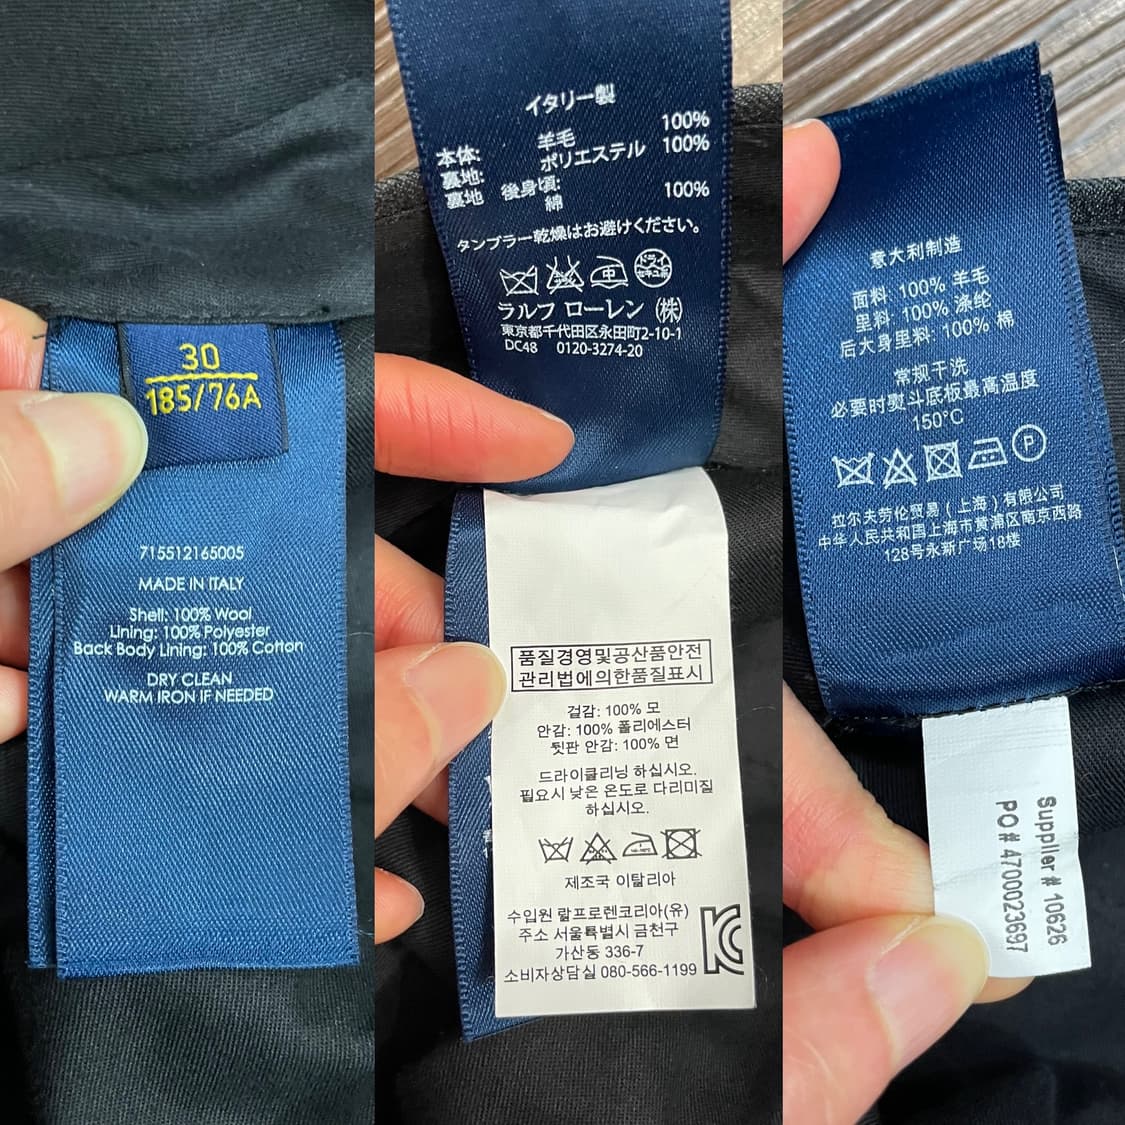 30
185/76A
715512165005
MADE IN ITALY
Shell: 100% Wool
Lining: 100% Polyester
Back Body Lining: 100% Cotton
DRY CLEAN
WARM IRON IF NEEDED
イタリー製
本体: 羊毛 100%
裏地: ポリエステル 100%
裏地 後身頃:
綿 100%
タンブラー乾燥はお避けください。
ドライ
セキユ系
ラルフ ローレン (株)
東京都千代田区永田町2-10-1
DC48 0120-3274-20
품질경영및공산품안전
관리법에의한품질표시
겉감: 100% 모
안감: 100% 폴리에스터
뒷판 안감: 100% 면
드라이클리닝 하십시오.
필요시 낮은 온도로 다리미질
하십시오.
제조국 이탈리아
수입원 랄프로렌코리아(유)
주소 서울특별시 금천구
가산동 336-7
소비자상담실 080-566-1199
KC
意大利制造
面料: 100% 羊毛
里料: 100% 涤纶
后大身里料: 100% 棉
常规干洗
必要时熨斗底板最高温度
150°C
P
拉尔夫劳伦贸易（上海）有限公司
中华人民共和国上海市黄浦区南京西路
128号永新广场18楼
Supplier # 10626
PO # 4700023697